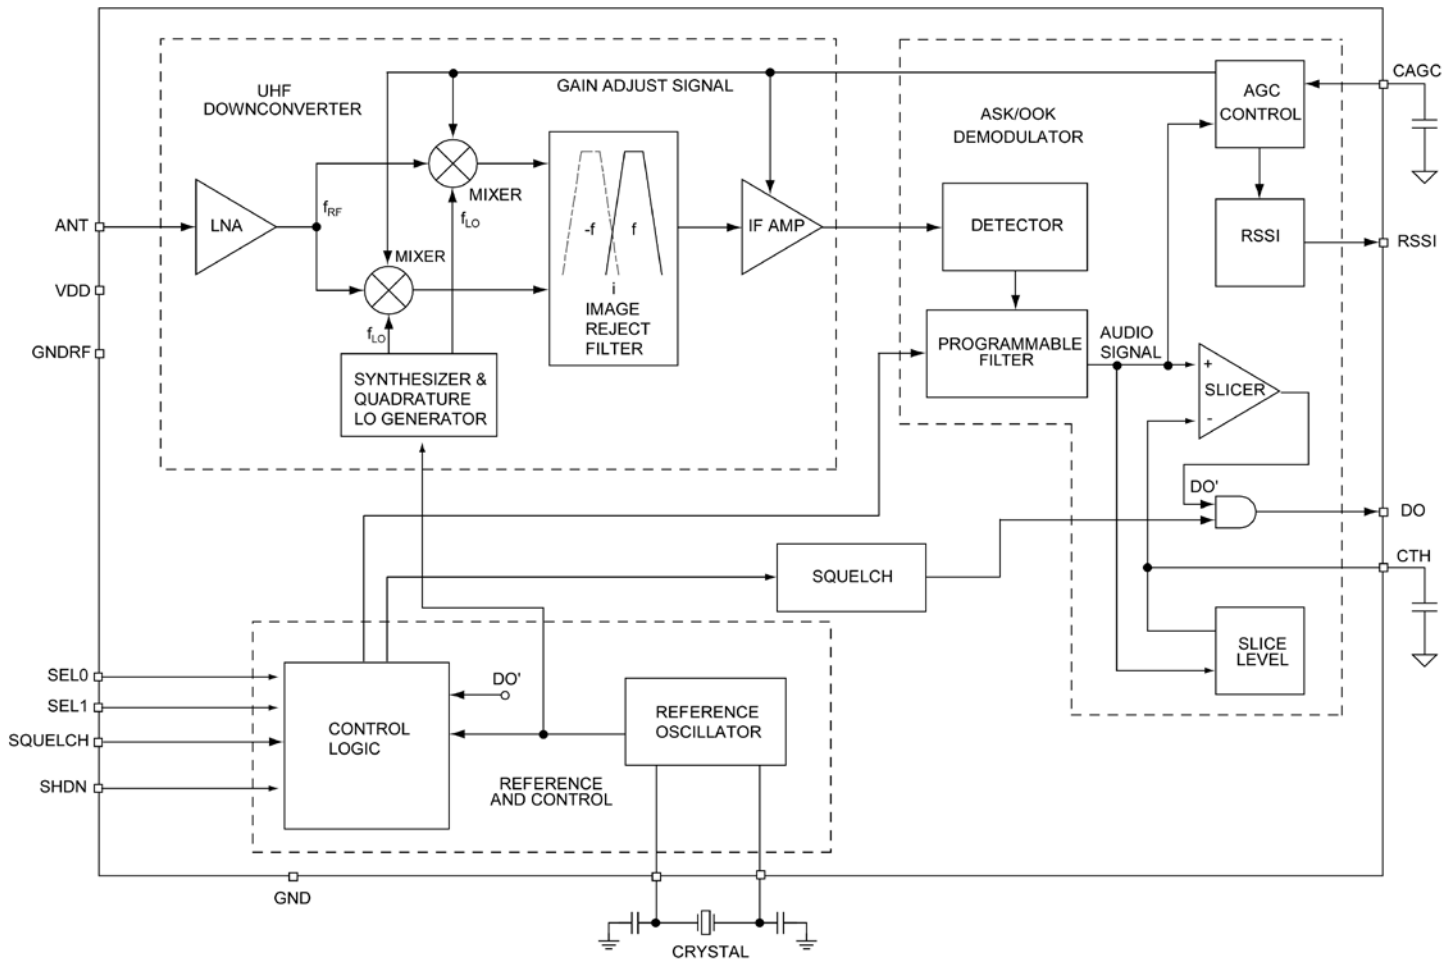 UHF
DOWNCONVERTER
GAIN ADJUST SIGNAL
ASK/OOK
DEMODULATOR
AGC
CONTROL
CAGC
ANT
LNA
fRF
MIXER
fLO
MIXER
fLO
-f
f
i
IMAGE
REJECT
FILTER
IF AMP
DETECTOR
RSSI
RSSI
VDD
GNDRF
SYNTHESIZER &
QUADRATURE
LO GENERATOR
PROGRAMMABLE
FILTER
AUDIO
SIGNAL
+
SLICER
-
DO'
DO
CTH
SQUELCH
SLICE
LEVEL
SEL0
SEL1
SQUELCH
SHDN
CONTROL
LOGIC
DO'
REFERENCE
OSCILLATOR
REFERENCE
AND CONTROL
GND
CRYSTAL